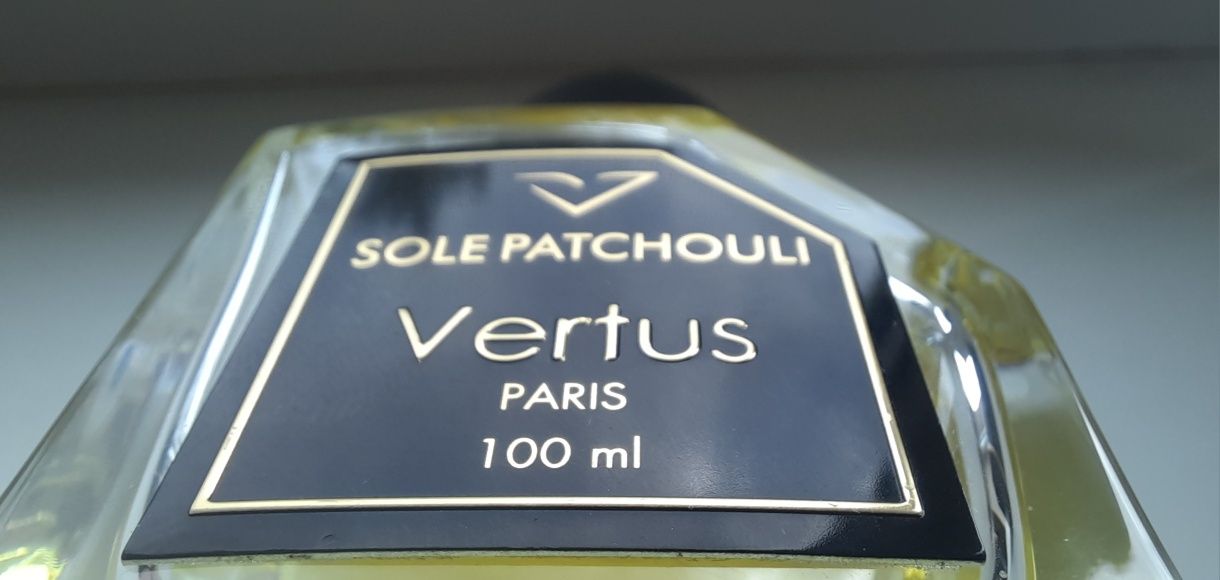 SOLE PATCHOULI
Vertus
PARIS
100 ml